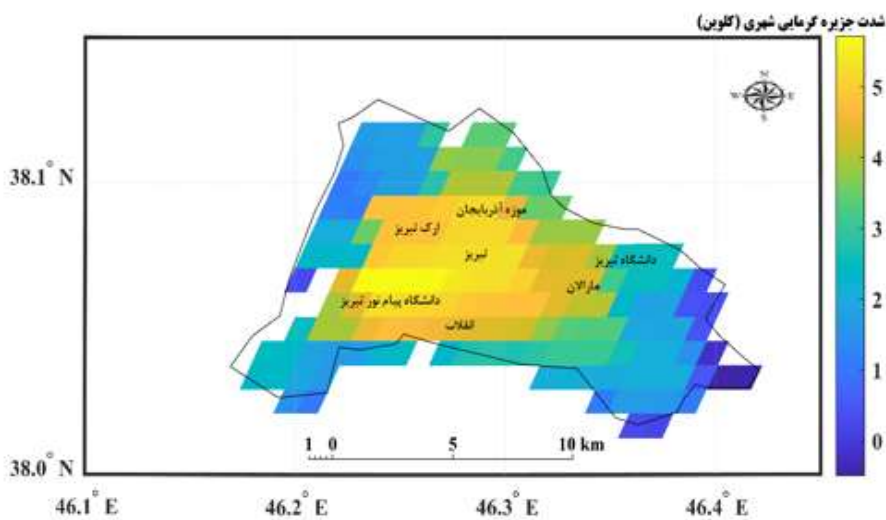 شدت جزیره گرمایی شهری (کلوین)
N
W
E
S
5
4
3
2
1
0
38.1° N
38.0° N
موزه آذربایجان
ارک تبریز
تبریز
دانشگاه تبریز
مارالان
دانشگاه پیام نور تبریز
انقلاب
1 0 5 10 km
46.1° E 46.2° E 46.3° E 46.4° E